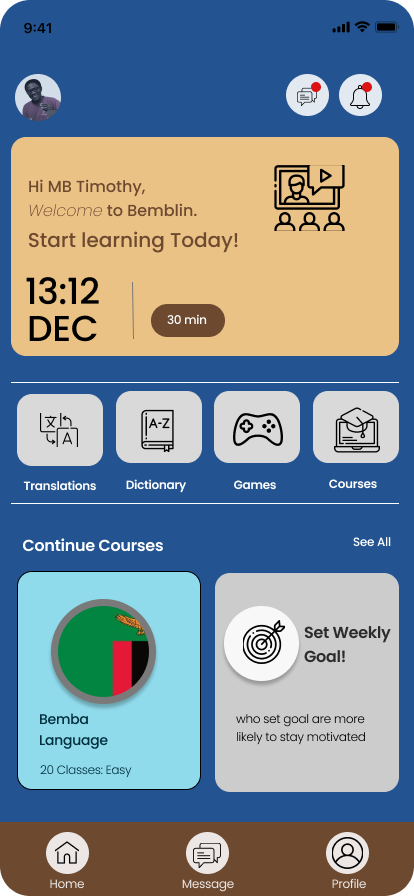 9:41
Hi MB Timothy,
Welcome to Bemblin.
Start learning Today!
13:12
DEC
30 min
文
A
A-Z
Translations
Dictionary
Games
Courses
Continue Courses
See All
Bemba
Language
20 Classes: Easy
Set Weekly
Goal!
who set goal are more
likely to stay motivated
Home
Message
Profile